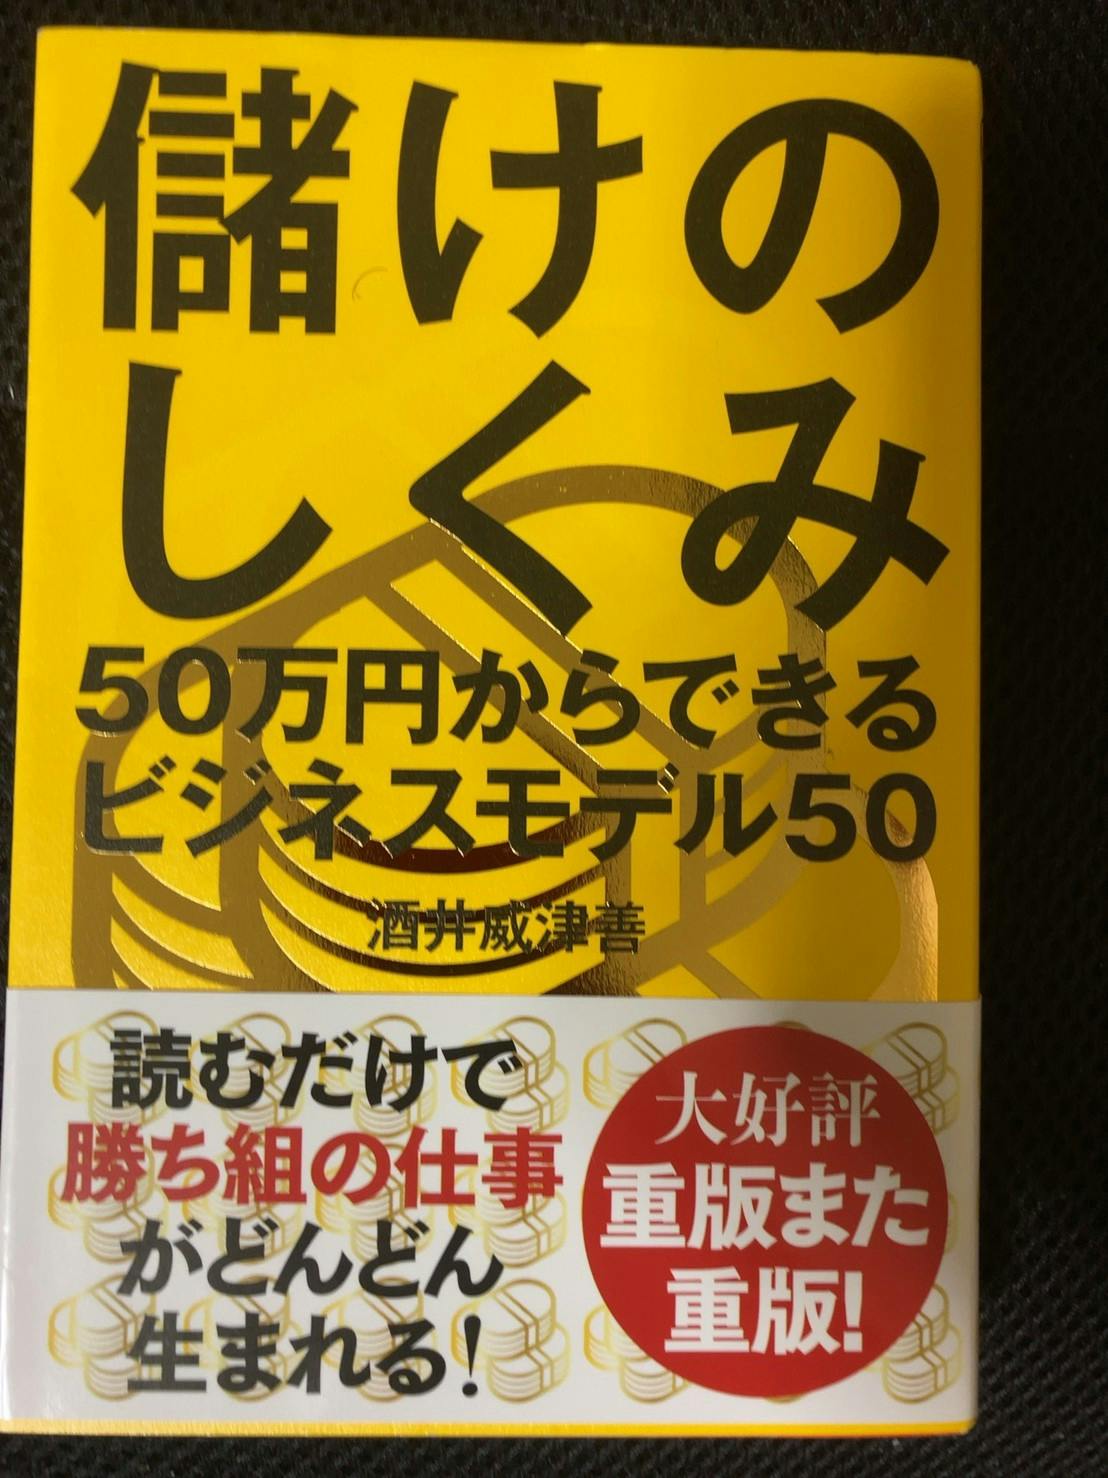 儲けの
しくみ
50万円からできる
ビジネスモデル50
酒井威津善
読むだけで
勝ち組の仕事
がどんどん
生まれる!
大好評
重版また
重版!